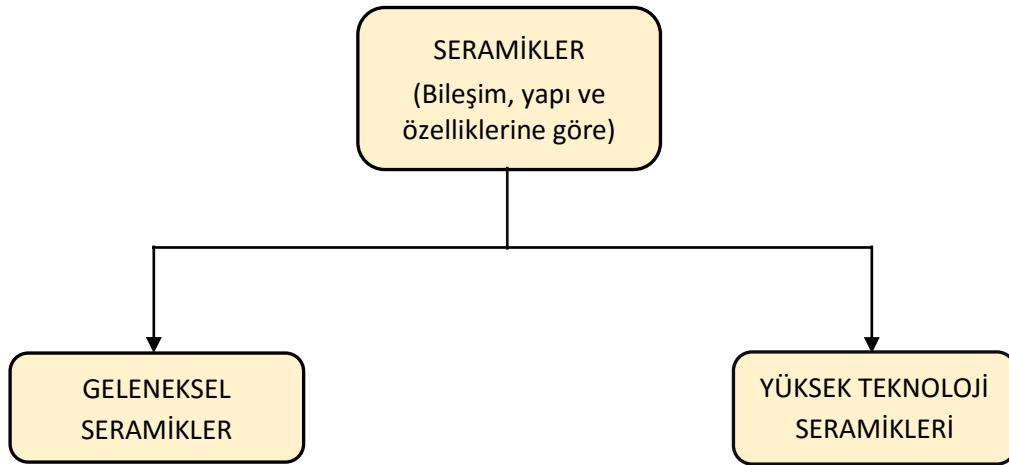 SERAMİKLER
(Bileşim, yapı ve
özelliklerine göre)
GELENEKSEL
SERAMİKLER
YÜKSEK TEKNOLOJİ
SERAMİKLERİ